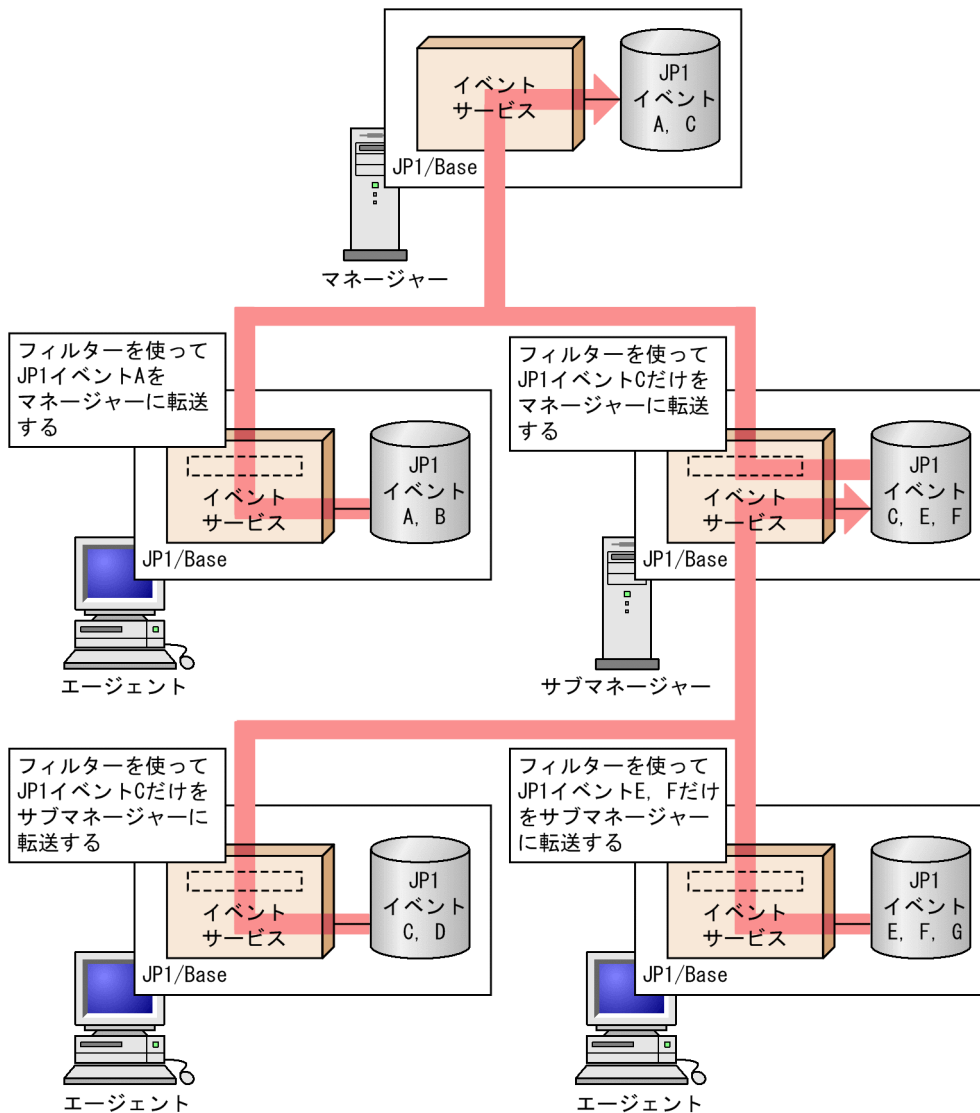 JP1
イベント
A, C
イベント
サービス
JP1/Base
マネージャー
フィルターを使って
JP1イベントAを
マネージャーに転送
する
JP1
イベント
A, B
イベント
サービス
JP1/Base
エージェント
フィルターを使って
JP1イベントCだけを
マネージャーに転送
する
JP1
イベント
C, E, F
イベント
サービス
JP1/Base
サブマネージャー
フィルターを使って
JP1イベントCだけを
サブマネージャーに
転送する
JP1
イベント
C, D
イベント
サービス
JP1/Base
エージェント
フィルターを使って
JP1イベントE, Fだけ
をサブマネージャー
に転送する
JP1
イベント
E, F, G
イベント
サービス
JP1/Base
エージェント